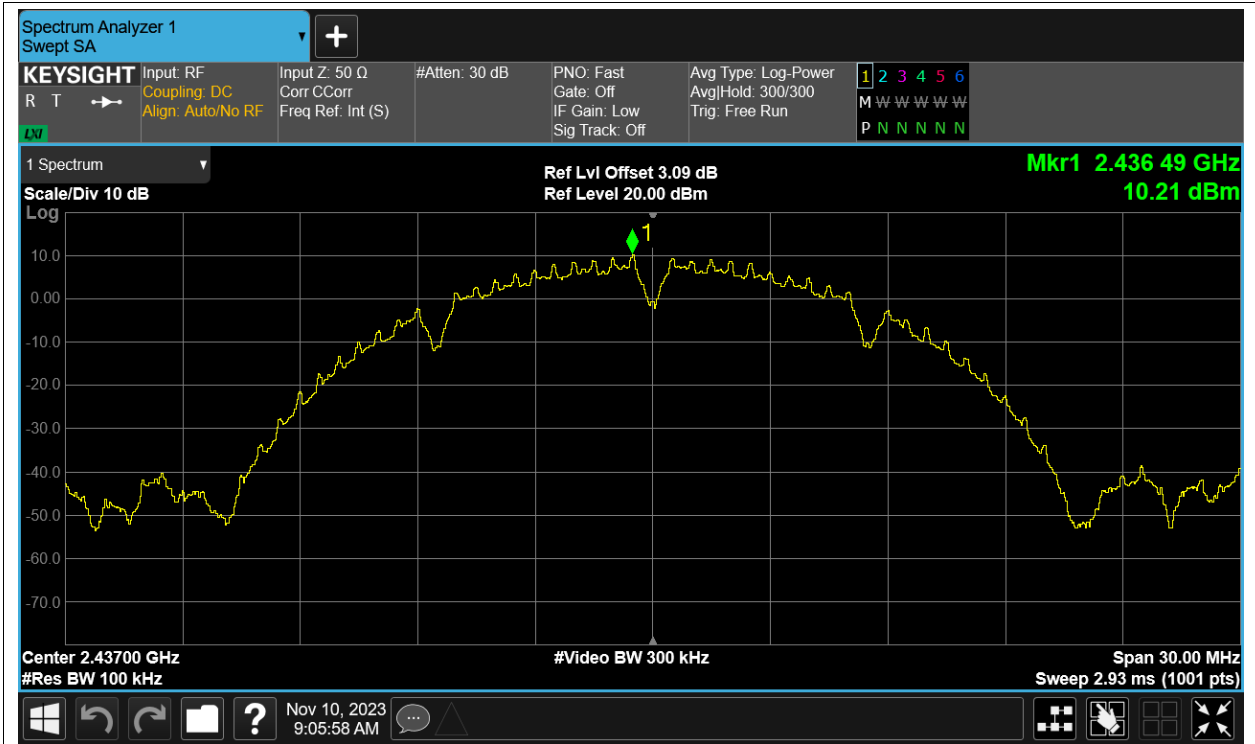 Spectrum Analyzer 1
Swept SA
KEYSIGHT
R T
LXI
Input: RF
Coupling: DC
Align: Auto/No RF
Input Z: 50 Ω
Corr CCorr
Freq Ref: Int (S)
#Atten: 30 dB
PNO: Fast
Gate: Off
IF Gain: Low
Sig Track: Off
Avg Type: Log-Power
Avg|Hold: 300/300
Trig: Free Run
1 2 3 4 5 6
M W W W W W
P N N N N N
1 Spectrum
Scale/Div 10 dB
Log
Ref Lvl Offset 3.09 dB
Ref Level 20.00 dBm
Mkr1 2.436 49 GHz
10.21 dBm
1
10.0
0.00
-10.0
-20.0
-30.0
-40.0
-50.0
-60.0
-70.0
Center 2.43700 GHz
#Video BW 300 kHz
Span 30.00 MHz
#Res BW 100 kHz
Sweep 2.93 ms (1001 pts)
?
Nov 10, 2023
9:05:58 AM